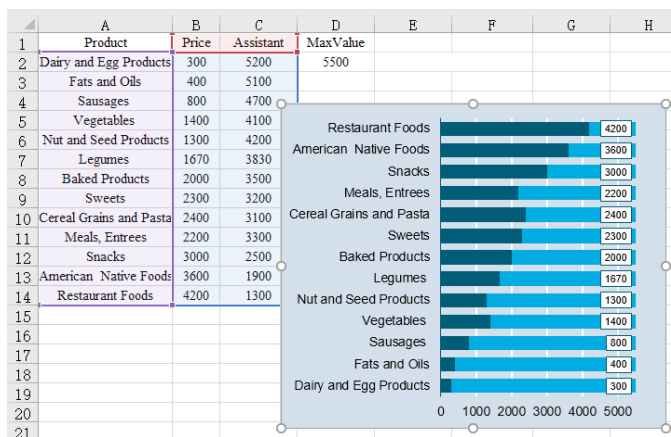 A B C D E F G H
1 Product Price Assistant MaxValue
2 Dairy and Egg Products 300 5200 5500
3 Fats and Oils 400 5100
4 Sausages 800 4700
5 Vegetables 1400 4100
6 Nut and Seed Products 1300 4200
7 Legumes 1670 3830
8 Baked Products 2000 3500
9 Sweets 2300 3200
10 Cereal Grains and Pasta 2400 3100
11 Meals, Entrees 2200 3300
12 Snacks 3000 2500
13 American Native Foods 3600 1900
14 Restaurant Foods 4200 1300
15
16
17
18
19
20
21
Restaurant Foods 4200
American Native Foods 3600
Snacks 3000
Meals, Entrees 2200
Cereal Grains and Pasta 2400
Sweets 2300
Baked Products 2000
Legumes 1670
Nut and Seed Products 1300
Vegetables 1400
Sausages 800
Fats and Oils 400
Dairy and Egg Products 300
0 1000 2000 3000 4000 5000